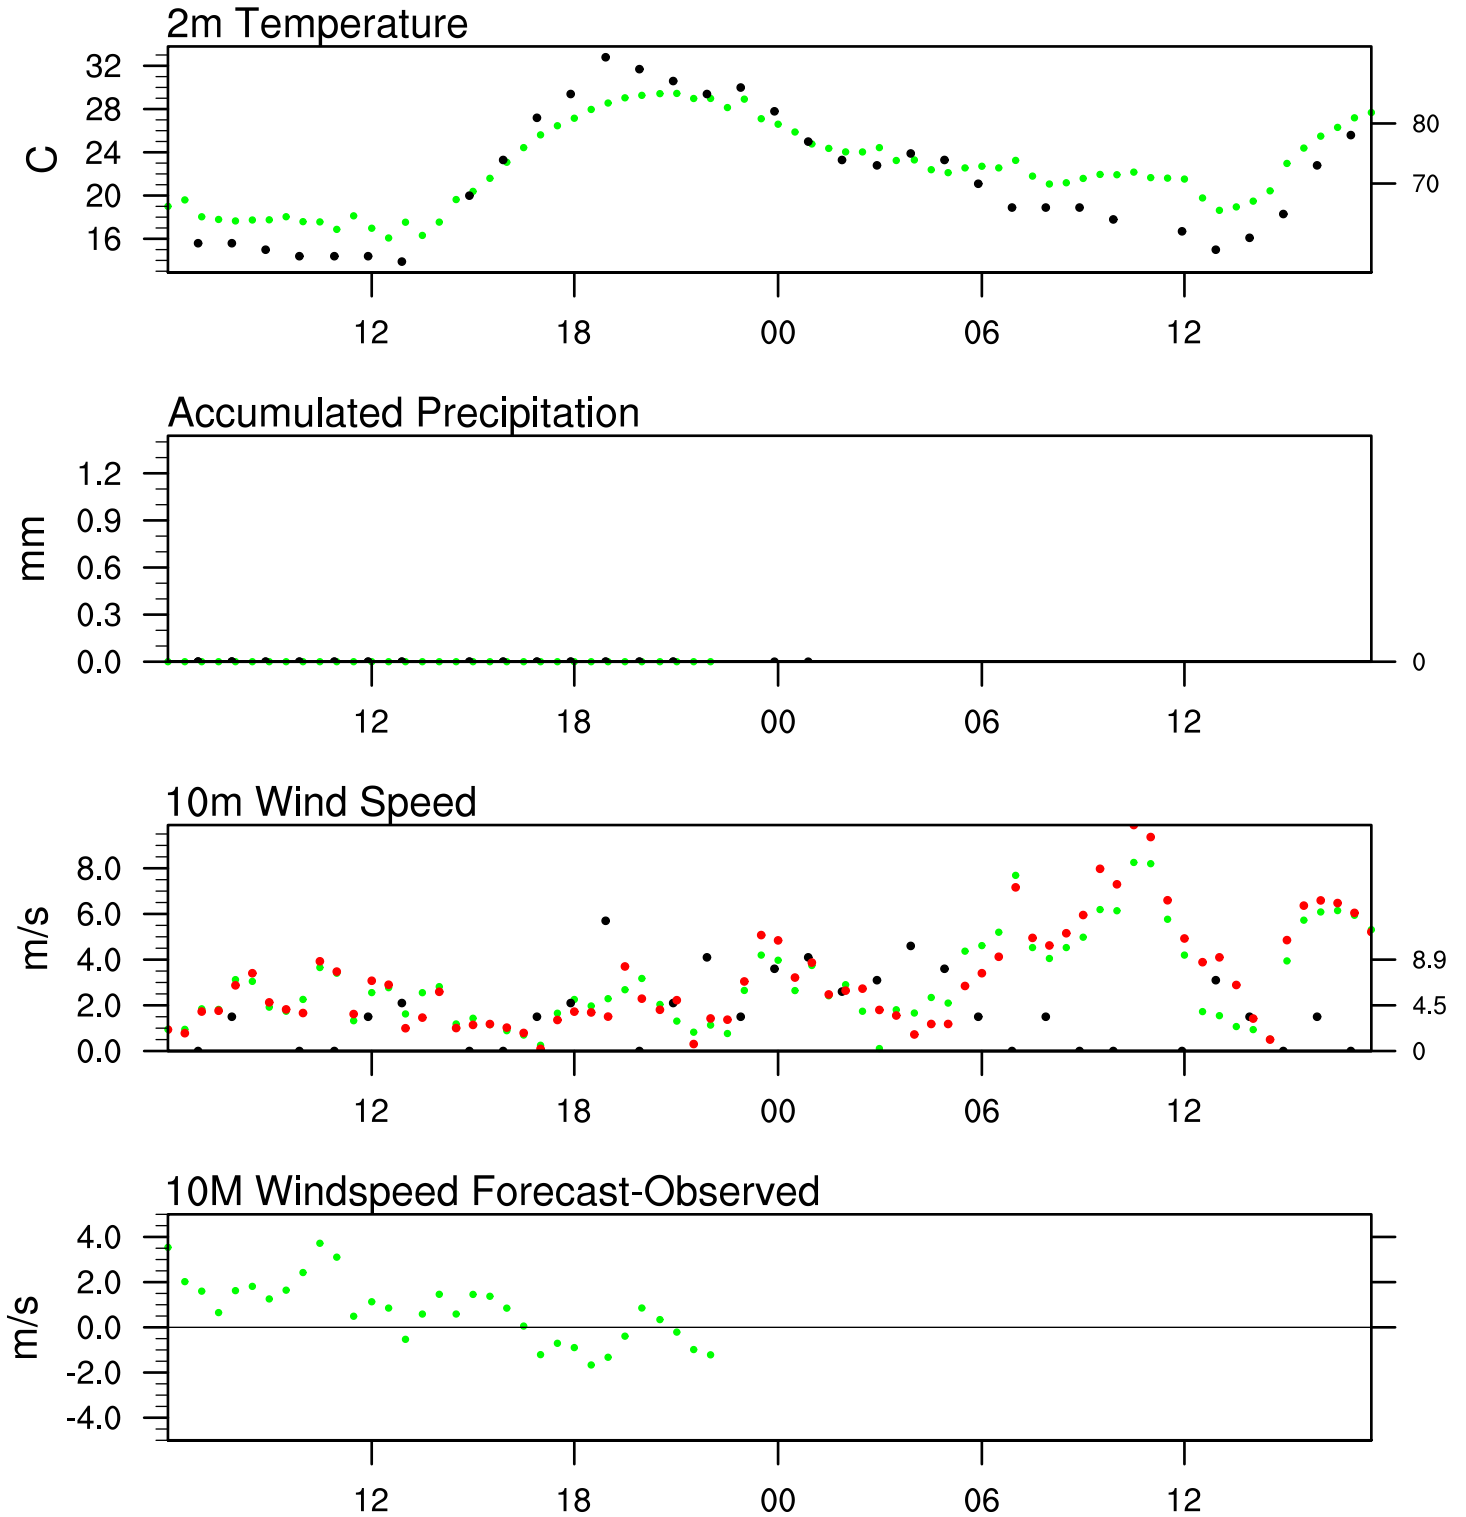 2m Temperature
32
28
24
20
16
C
80
70
12 18 00 06 12
Accumulated Precipitation
1.2
0.9
0.6
0.3
0.0
mm
0
12 18 00 06 12
10m Wind Speed
8.0
6.0
4.0
2.0
0.0
m/s
8.9
4.5
0
12 18 00 06 12
10M Windspeed Forecast-Observed
4.0
2.0
0.0
-2.0
-4.0
m/s
12 18 00 06 12